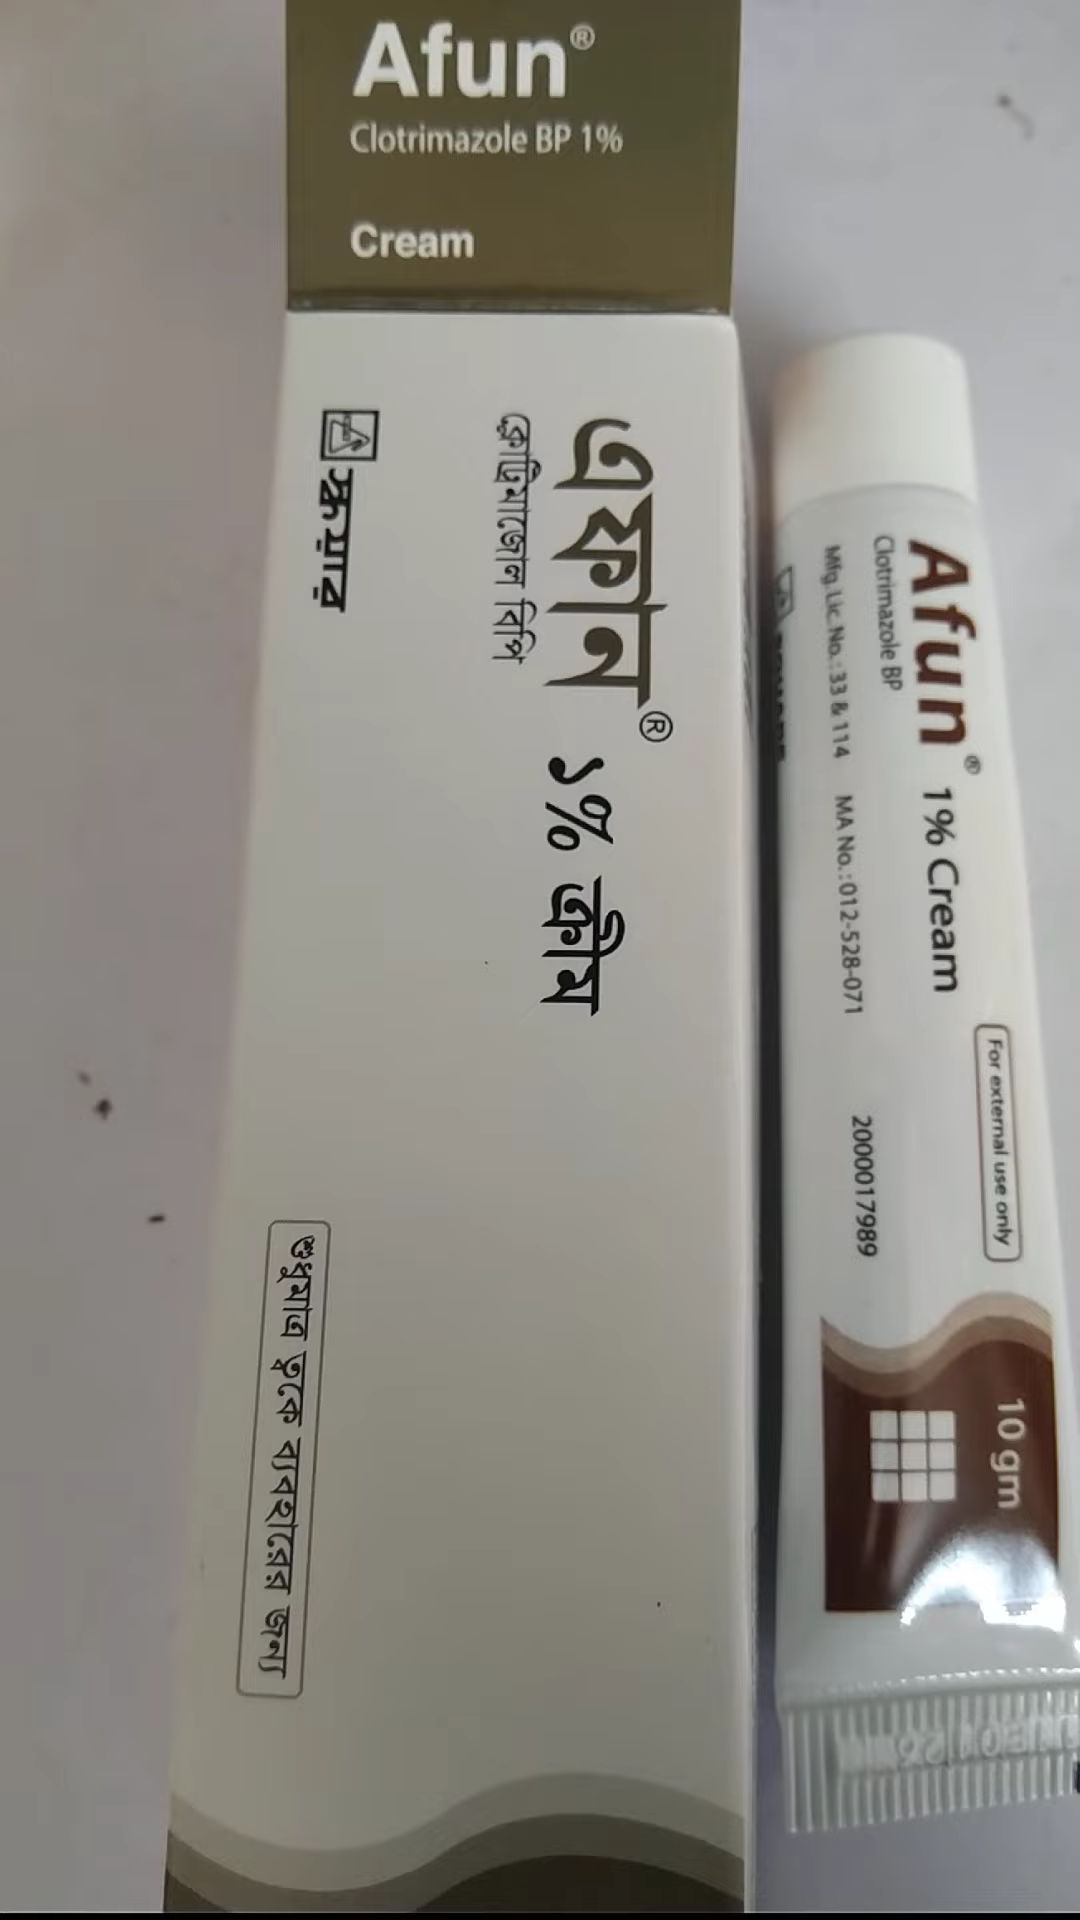 Afun®
Clotrimazole BP 1%
Cream
এফান® ১% ক্রীম
ক্লোট্রিমাজোল বিপি
স্কয়ার
শুধুমাত্র ত্বকে ব্যবহারের জন্য
Afun® 1% Cream
Clotrimazole BP
Mfg. Lic. No.: 33 & 114 MA No.: 012-528-071
For external use only
200017989
10 gm